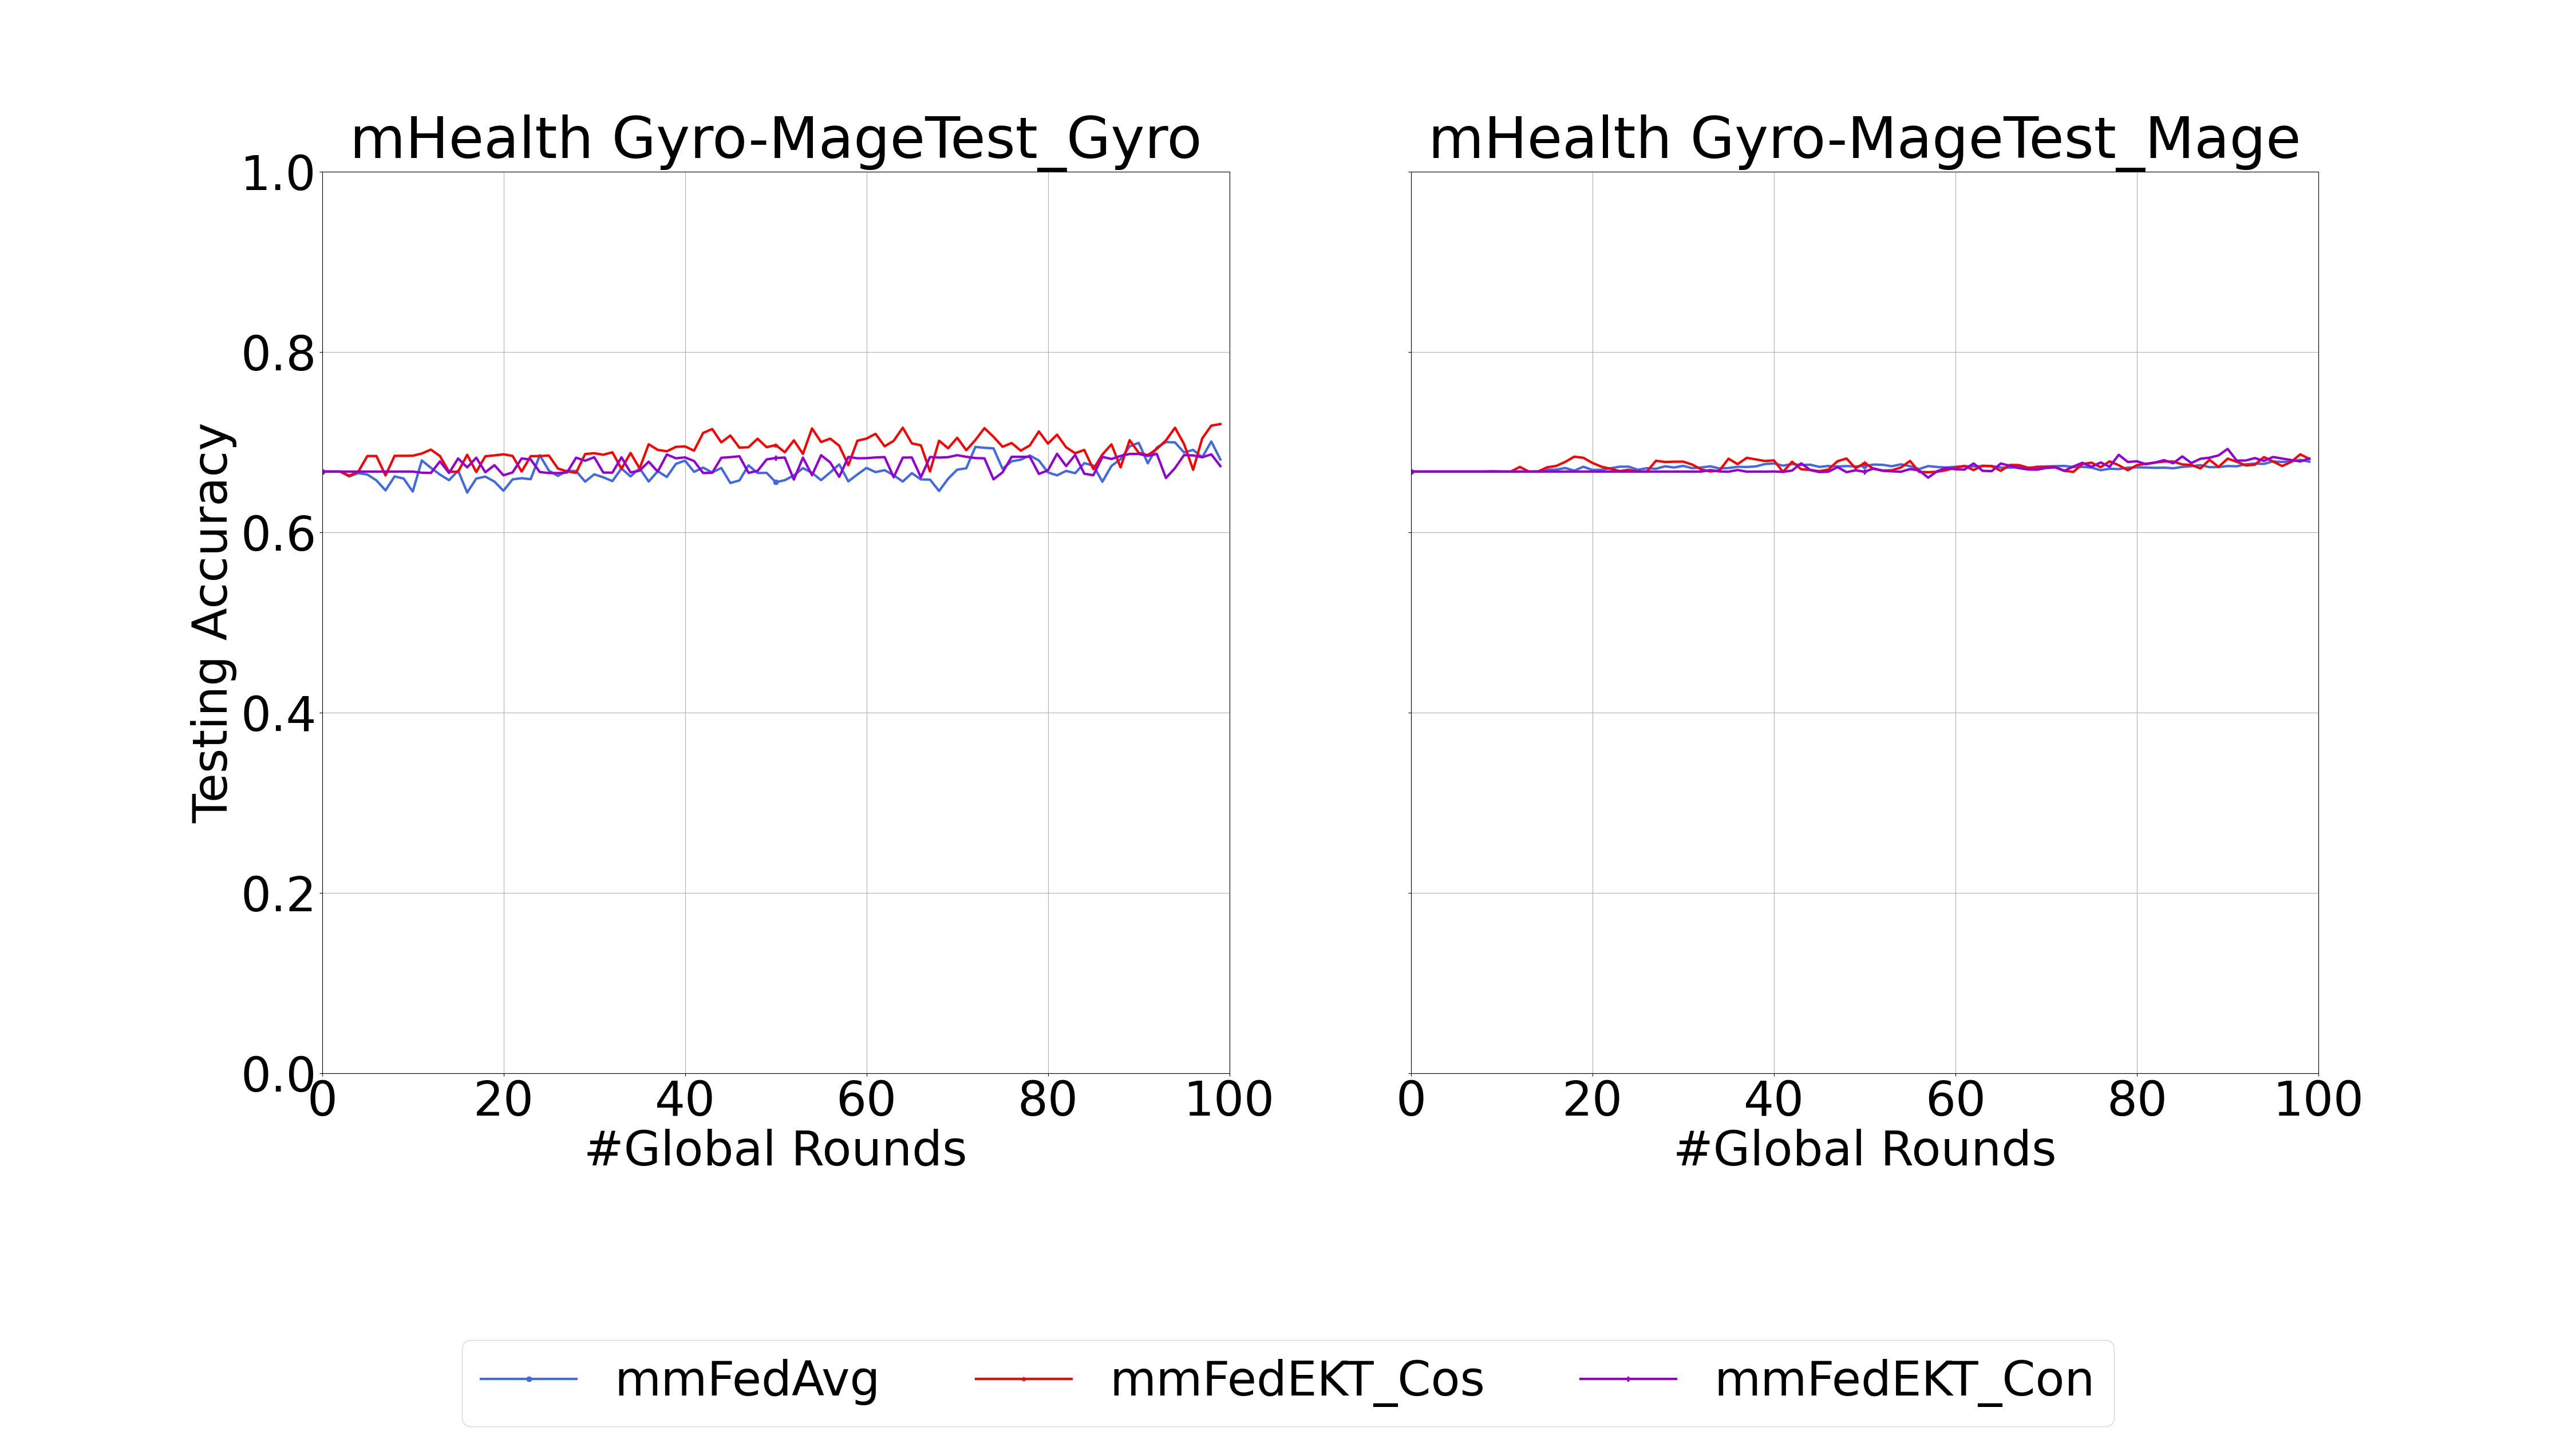 mHealth Gyro-MageTest_Gyro
1.0
0.8
0.6
0.4
0.2
0.0
Testing Accuracy
0 20 40 60 80 100
#Global Rounds
mHealth Gyro-MageTest_Mage
0 20 40 60 80 100
#Global Rounds
mmFedAvg mmFedEKT_Cos mmFedEKT_Con